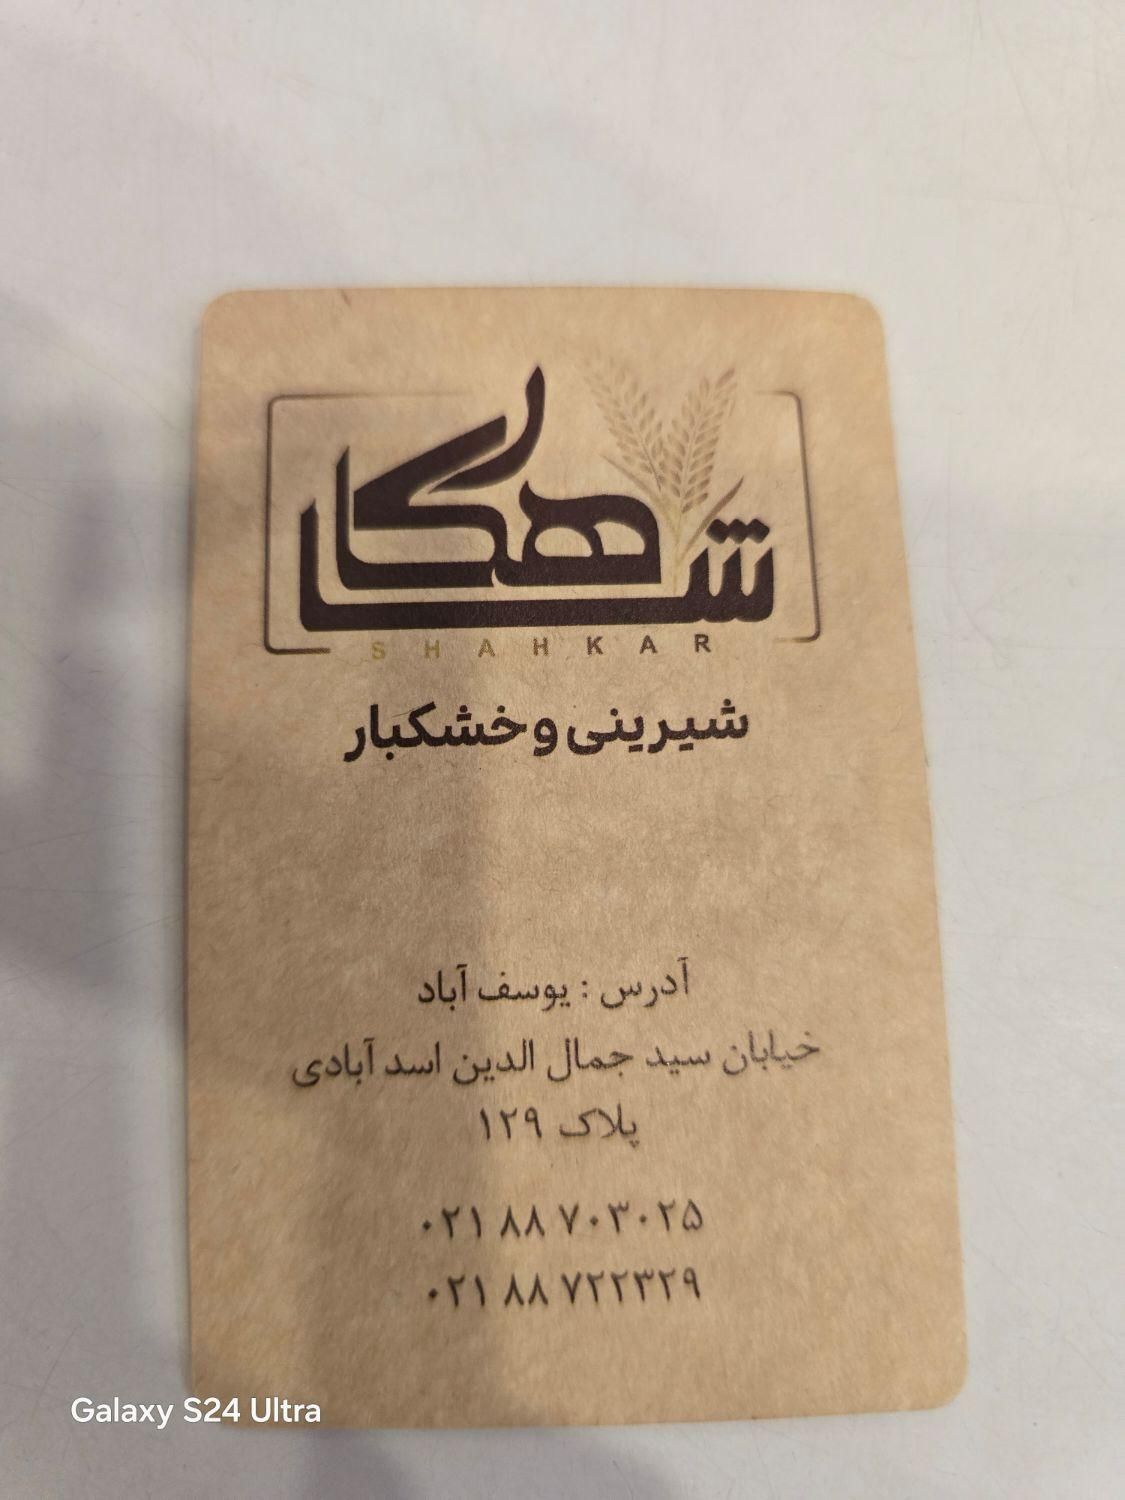 شاهکار
SHAHKAR
شیرینی و خشکبار
آدرس : یوسف آباد
خیابان سید جمال الدین اسد آبادی
پلاک ۱۲۹
۰۲۱ ۸۸ ۷۰۳۰۲۵
۰۲۱ ۸۸ ۷۲۲۳۲۹
Galaxy S24 Ultra